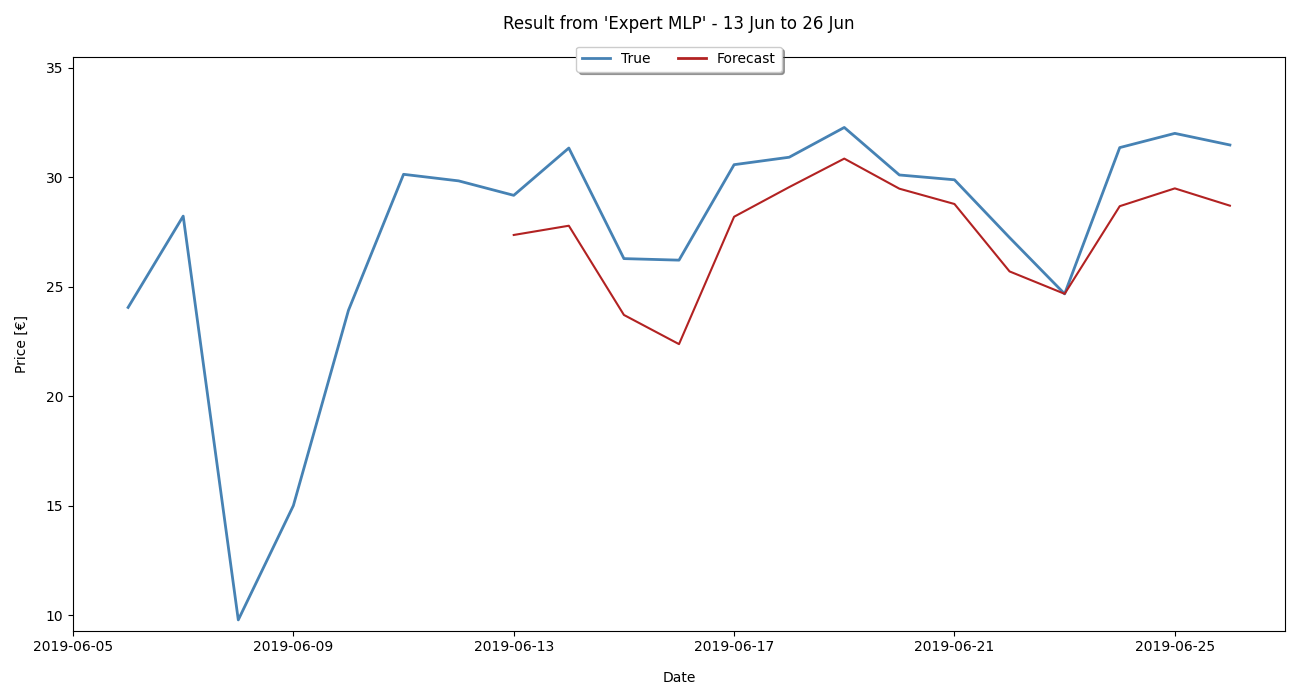 Result from 'Expert MLP' - 13 Jun to 26 Jun
True Forecast
35
30
25
20
15
10
Price [€]
2019-06-05 2019-06-09 2019-06-13 2019-06-17 2019-06-21 2019-06-25
Date